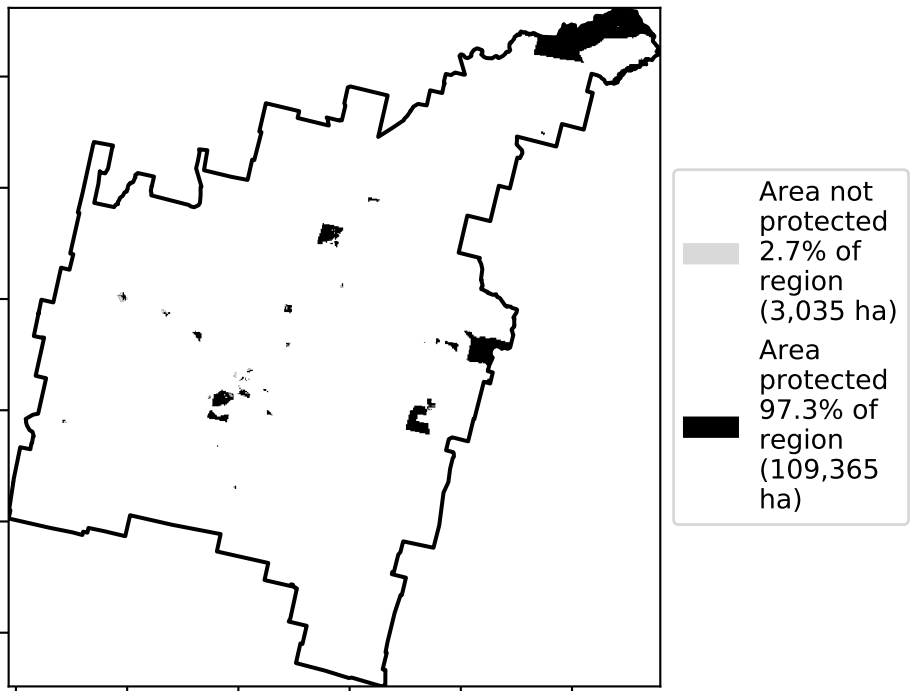 Area not
protected
2.7% of
region
(3,035 ha)
Area
protected
97.3% of
region
(109,365
ha)